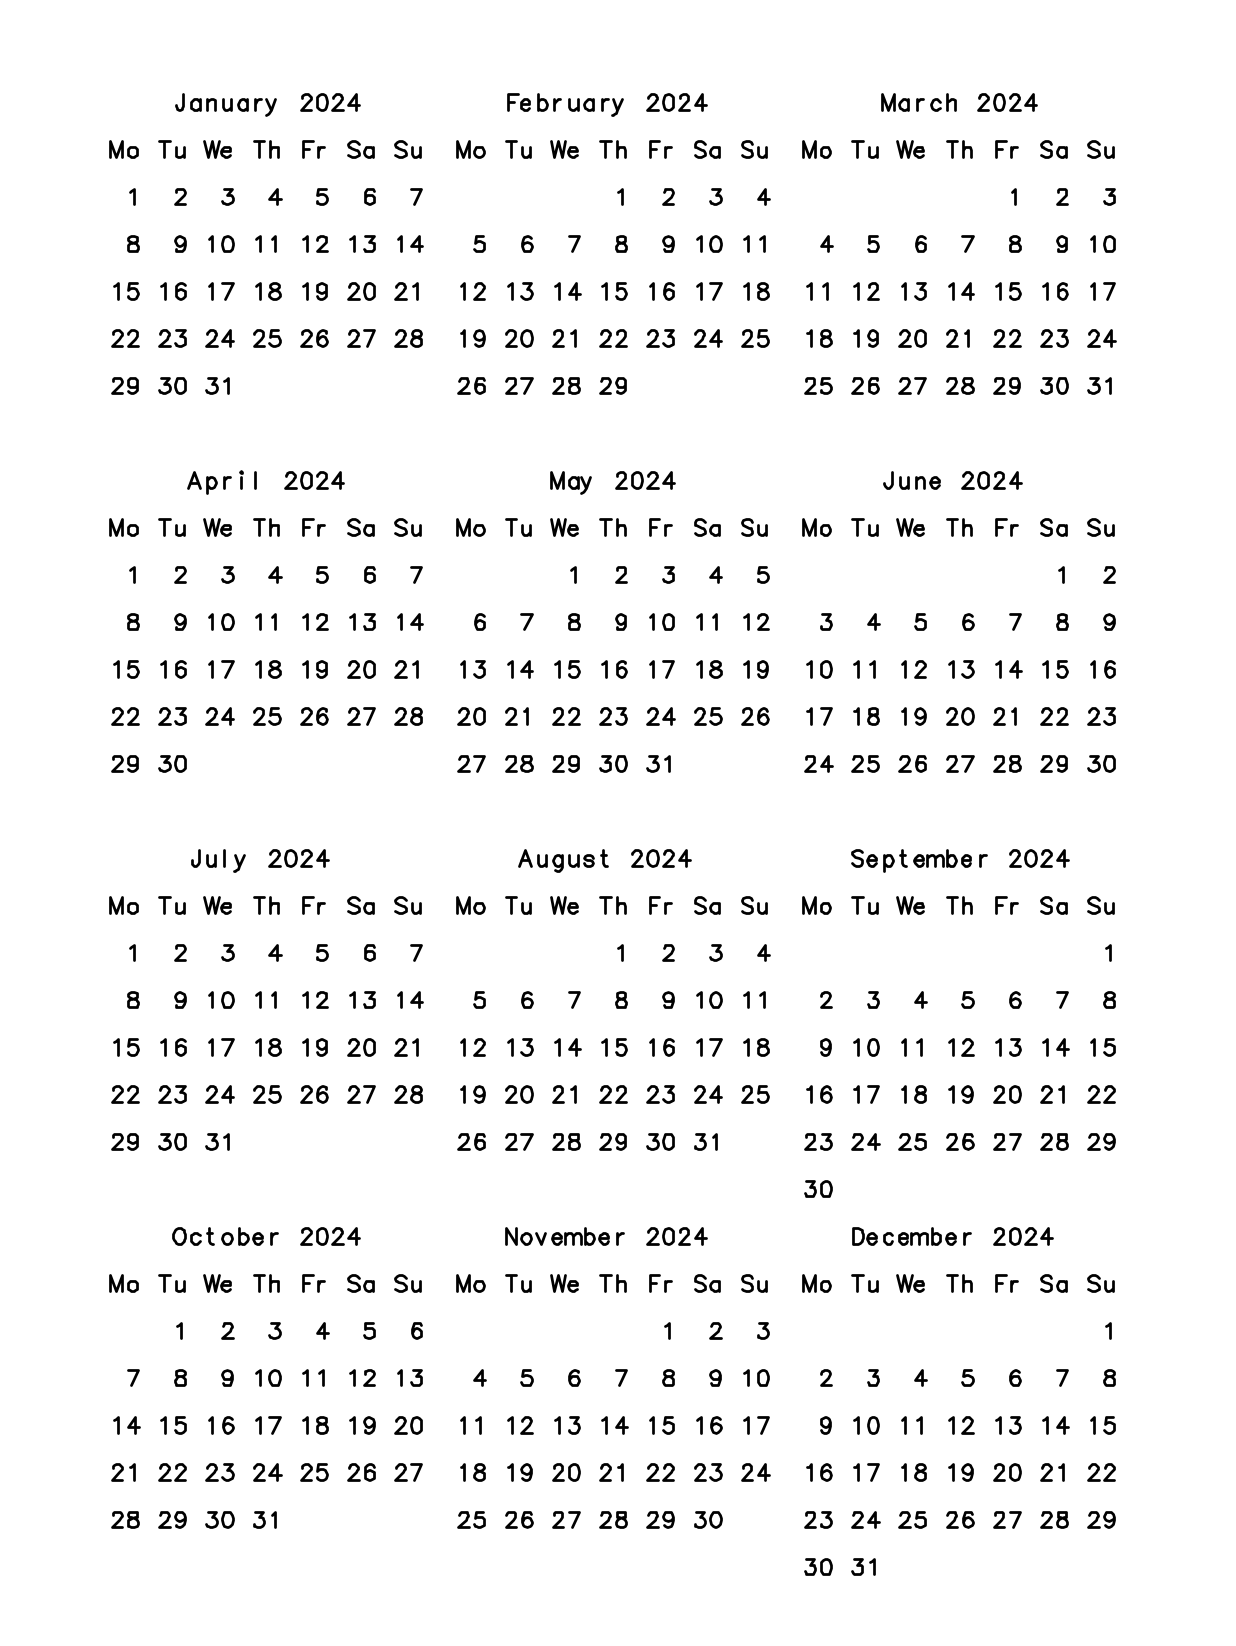 January 2024 February 2024 March 2024
Mo Tu We Th Fr Sa Su Mo Tu We Th Fr Sa Su Mo Tu We Th Fr Sa Su
1 2 3 4 5 6 7 1 2 3 4 1 2 3
8 9 10 11 12 13 14 5 6 7 8 9 10 11 4 5 6 7 8 9 10
15 16 17 18 19 20 21 12 13 14 15 16 17 18 11 12 13 14 15 16 17
22 23 24 25 26 27 28 19 20 21 22 23 24 25 18 19 20 21 22 23 24
29 30 31 26 27 28 29 25 26 27 28 29 30 31
April 2024 May 2024 June 2024
Mo Tu We Th Fr Sa Su Mo Tu We Th Fr Sa Su Mo Tu We Th Fr Sa Su
1 2 3 4 5 6 7 1 2 3 4 5 1 2
8 9 10 11 12 13 14 6 7 8 9 10 11 12 3 4 5 6 7 8 9
15 16 17 18 19 20 21 13 14 15 16 17 18 19 10 11 12 13 14 15 16
22 23 24 25 26 27 28 20 21 22 23 24 25 26 17 18 19 20 21 22 23
29 30 27 28 29 30 31 24 25 26 27 28 29 30
July 2024 August 2024 September 2024
Mo Tu We Th Fr Sa Su Mo Tu We Th Fr Sa Su Mo Tu We Th Fr Sa Su
1 2 3 4 5 6 7 1 2 3 4 1
8 9 10 11 12 13 14 5 6 7 8 9 10 11 2 3 4 5 6 7 8
15 16 17 18 19 20 21 12 13 14 15 16 17 18 9 10 11 12 13 14 15
22 23 24 25 26 27 28 19 20 21 22 23 24 25 16 17 18 19 20 21 22
29 30 31 26 27 28 29 30 31 23 24 25 26 27 28 29
30
October 2024 November 2024 December 2024
Mo Tu We Th Fr Sa Su Mo Tu We Th Fr Sa Su Mo Tu We Th Fr Sa Su
1 2 3 4 5 6 1 2 3 1
7 8 9 10 11 12 13 4 5 6 7 8 9 10 2 3 4 5 6 7 8
14 15 16 17 18 19 20 11 12 13 14 15 16 17 9 10 11 12 13 14 15
21 22 23 24 25 26 27 18 19 20 21 22 23 24 16 17 18 19 20 21 22
28 29 30 31 25 26 27 28 29 30 23 24 25 26 27 28 29
30 31